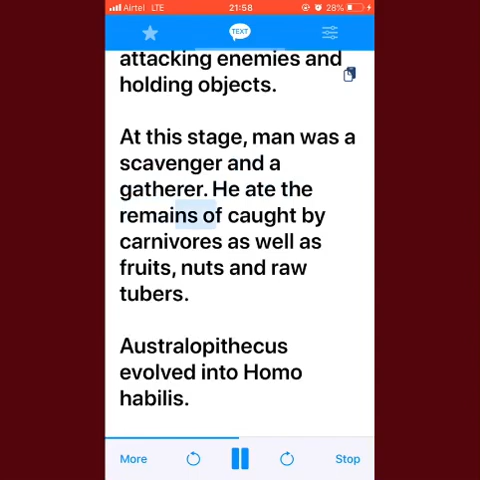 Airtel LTE 21:58 28%
TEXT
attacking enemies and
holding objects.
At this stage, man was a
scavenger and a
gatherer. He ate the
remains of caught by
carnivores as well as
fruits, nuts and raw
tubers.
Australopithecus
evolved into Homo
habilis.
More Stop